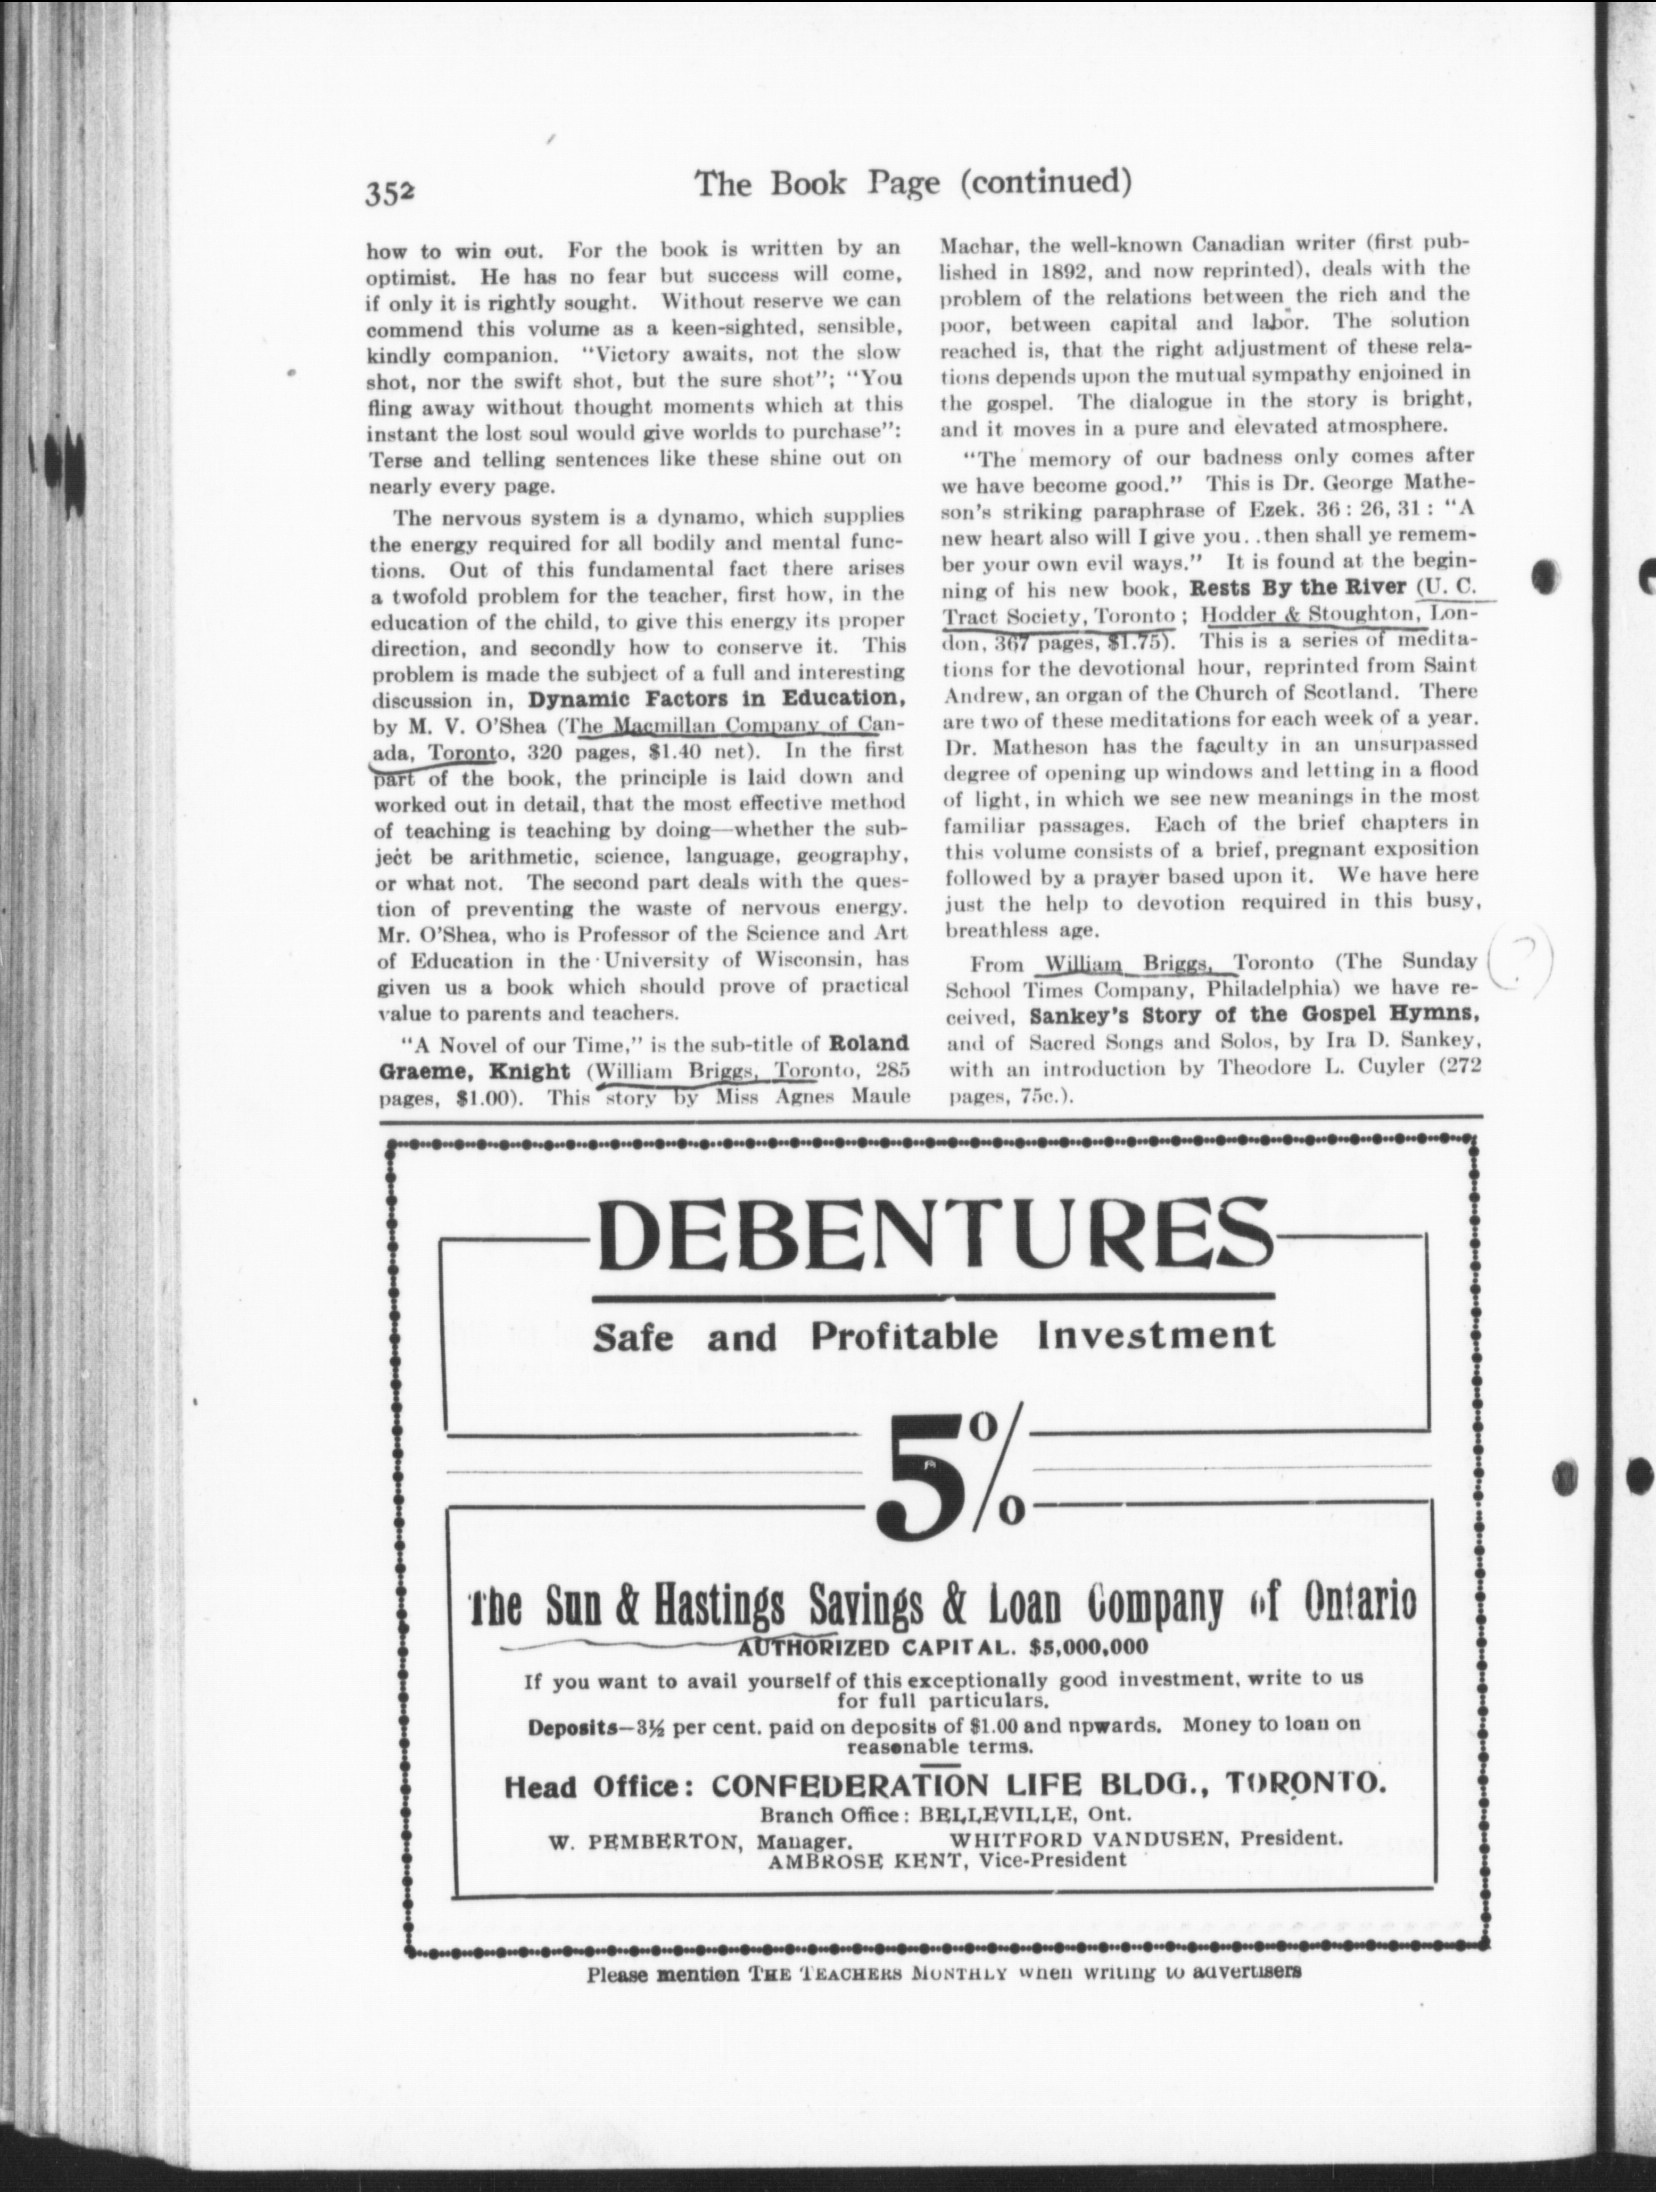 352
The Book Page (continued)
how to win out. For the book is written by an
optimist. He has no fear but success will come,
if only it is rightly sought. Without reserve we can
commend this volume as a keen-sighted, sensible,
kindly companion. "Victory awaits, not the slow
shot, nor the swift shot, but the sure shot"; "You
fling away without thought moments which at this
instant the lost soul would give worlds to purchase":
Terse and telling sentences like these shine out on
nearly every page.
The nervous system is a dynamo, which supplies
the energy required for all bodily and mental func-
tions. Out of this fundamental fact there arises
a twofold problem for the teacher, first how, in the
education of the child, to give this energy its proper
direction, and secondly how to conserve it. This
problem is made the subject of a full and interesting
discussion in, Dynamic Factors in Education,
by M. V. O'Shea (The Macmillan Company of Can-
ada, Toronto, 320 pages, $1.40 net). In the first
part of the book, the principle is laid down and
worked out in detail, that the most effective method
of teaching is teaching by doing—whether the sub-
ject be arithmetic, science, language, geography,
or what not. The second part deals with the ques-
tion of preventing the waste of nervous energy.
Mr. O'Shea, who is Professor of the Science and Art
of Education in the University of Wisconsin, has
given us a book which should prove of practical
value to parents and teachers.
"A Novel of our Time," is the sub-title of Roland
Graeme, Knight (William Briggs, Toronto, 285
pages, $1.00). This story by Miss Agnes Maule
Machar, the well-known Canadian writer (first pub-
lished in 1892, and now reprinted), deals with the
problem of the relations between the rich and the
poor, between capital and labor. The solution
reached is, that the right adjustment of these rela-
tions depends upon the mutual sympathy enjoined in
the gospel. The dialogue in the story is bright,
and it moves in a pure and elevated atmosphere.
"The memory of our badness only comes after
we have become good." This is Dr. George Mathe-
son's striking paraphrase of Ezek. 36 : 26, 31 : "A
new heart also will I give you. .then shall ye remem-
ber your own evil ways." It is found at the begin-
ning of his new book, Rests By the River (U. C.
Tract Society, Toronto ; Hodder & Stoughton, Lon-
don, 367 pages, $1.75). This is a series of medita-
tions for the devotional hour, reprinted from Saint
Andrew, an organ of the Church of Scotland. There
are two of these meditations for each week of a year.
Dr. Matheson has the faculty in an unsurpassed
degree of opening up windows and letting in a flood
of light, in which we see new meanings in the most
familiar passages. Each of the brief chapters in
this volume consists of a brief, pregnant exposition
followed by a prayer based upon it. We have here
just the help to devotion required in this busy,
breathless age.
From William Briggs, Toronto (The Sunday
School Times Company, Philadelphia) we have re-
ceived, Sankey's Story of the Gospel Hymns,
and of Sacred Songs and Solos, by Ira D. Sankey,
with an introduction by Theodore L. Cuyler (272
pages, 75c.).
(?)
DEBENTURES
Safe and Profitable Investment
5%
The Sun & Hastings Savings & Loan Company of Ontario
AUTHORIZED CAPITAL. $5,000,000
If you want to avail yourself of this exceptionally good investment, write to us
for full particulars.
Deposits—3½ per cent. paid on deposits of $1.00 and npwards. Money to loan on
reasonable terms.
Head Office: CONFEDERATION LIFE BLDG., TORONTO.
Branch Office: BELLEVILLE, Ont.
W. PEMBERTON, Manager. WHITFORD VANDUSEN, President.
AMBROSE KENT, Vice-President
Please mention THE TEACHERS MONTHLY when writing to advertisers